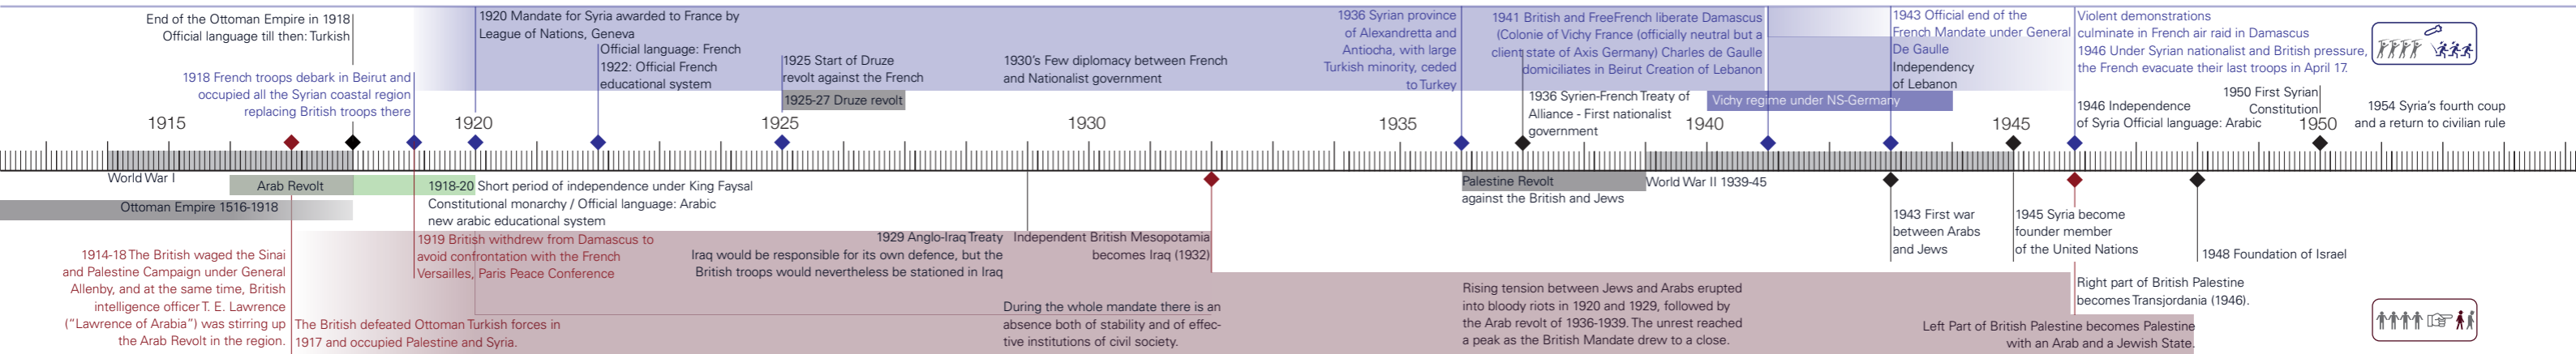 End of the Ottoman Empire in 1918
Official language till then: Turkish
1918 French troops debark in Beirut and
occupied all the Syrian coastal region
replacing British troops there
1920 Mandate for Syria awarded to France by
League of Nations, Geneva
Official language: French
1922: Official French
educational system
1925 Start of Druze
revolt against the French
1925-27 Druze revolt
1930's Few diplomacy between French
and Nationalist government
1936 Syrian province
of Alexandretta and
Antiocha, with large
Turkish minority, ceded
to Turkey
1941 British and FreeFrench liberate Damascus
(Colonie of Vichy France (officially neutral but a
client state of Axis Germany) Charles de Gaulle
domiciliates in Beirut Creation of Lebanon
1936 Syrien-French Treaty of
Alliance - First nationalist
government
Vichy regime under NS-Germany
1943 Official end of the
French Mandate under General
De Gaulle
Independency
of Lebanon
Violent demonstrations
culminate in French air raid in Damascus
1946 Under Syrian nationalist and British pressure,
the French evacuate their last troops in April 17.
1946 Independence
of Syria Official language: Arabic
1950 First Syrian
Constitution
1954 Syria's fourth coup
and a return to civilian rule
1915
1920
1925
1930
1935
1940
1945
1950
World War I
Arab Revolt
Ottoman Empire 1516-1918
1918-20 Short period of independence under King Faysal
Constitutional monarchy / Official language: Arabic
new arabic educational system
Palestine Revolt
against the British and Jews
World War II 1939-45
1914-18 The British waged the Sinai
and Palestine Campaign under General
Allenby, and at the same time, British
intelligence officer T. E. Lawrence
("Lawrence of Arabia") was stirring up
the Arab Revolt in the region.
The British defeated Ottoman Turkish forces in
1917 and occupied Palestine and Syria.
1919 British withdrew from Damascus to
avoid confrontation with the French
Versailles, Paris Peace Conference
1929 Anglo-Iraq Treaty
Iraq would be responsible for its own defence, but the
British troops would nevertheless be stationed in Iraq
Independent British Mesopotamia
becomes Iraq (1932)
During the whole mandate there is an
absence both of stability and of effec-
tive institutions of civil society.
Rising tension between Jews and Arabs erupted
into bloody riots in 1920 and 1929, followed by
the Arab revolt of 1936-1939. The unrest reached
a peak as the British Mandate drew to a close.
1943 First war
between Arabs
and Jews
1945 Syria become
founder member
of the United Nations
1948 Foundation of Israel
Right part of British Palestine
becomes Transjordania (1946).
Left Part of British Palestine becomes Palestine
with an Arab and a Jewish State.